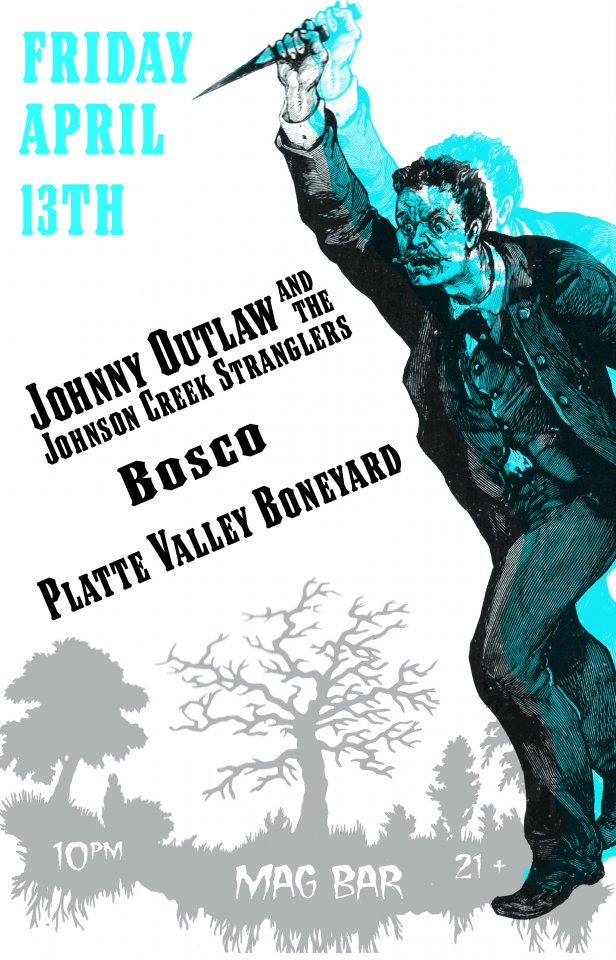 FRIDAY
APRIL
13TH
JOHNNY OUTLAW AND THE
JOHNSON CREEK STRANGLERS
BOSCO
PLATTE VALLEY BONEYARD
10PM
MAG BAR
21+